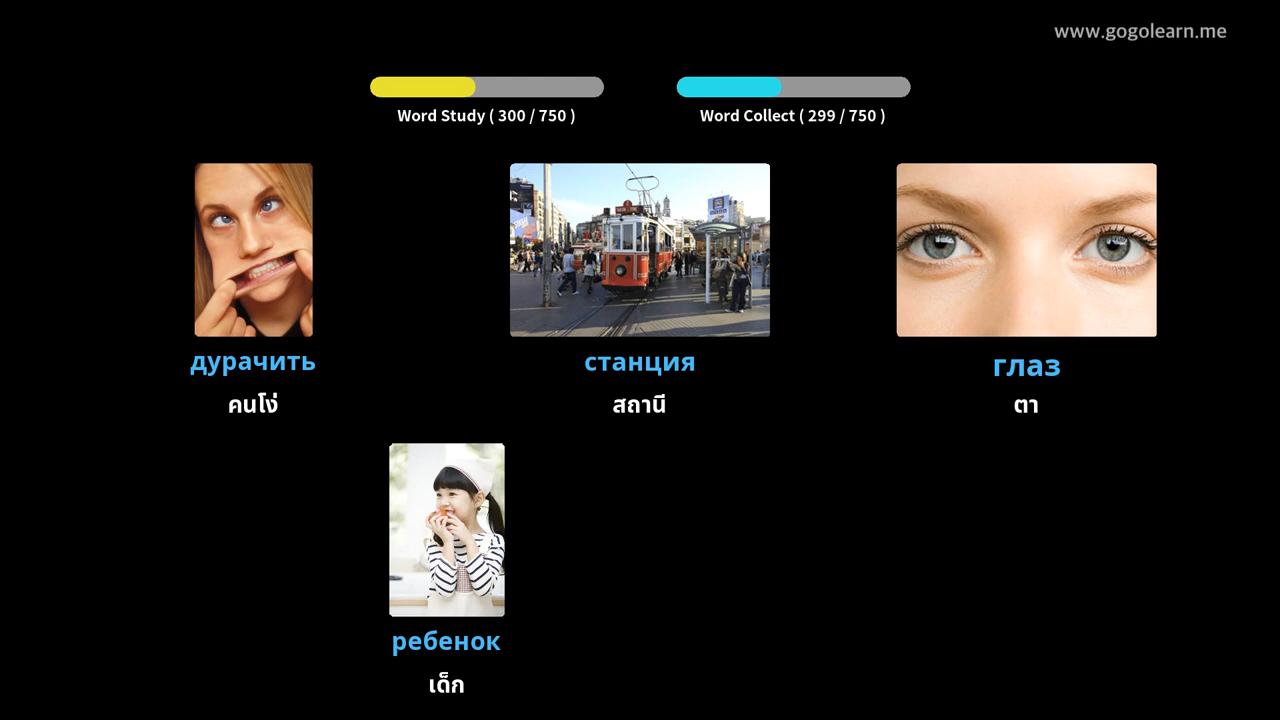 www.gogolearn.me
Word Study ( 300 / 750 )
Word Collect ( 299 / 750 )
дурачить
คนโง่
станция
สถานี
глаз
ตา
ребенок
เด็ก